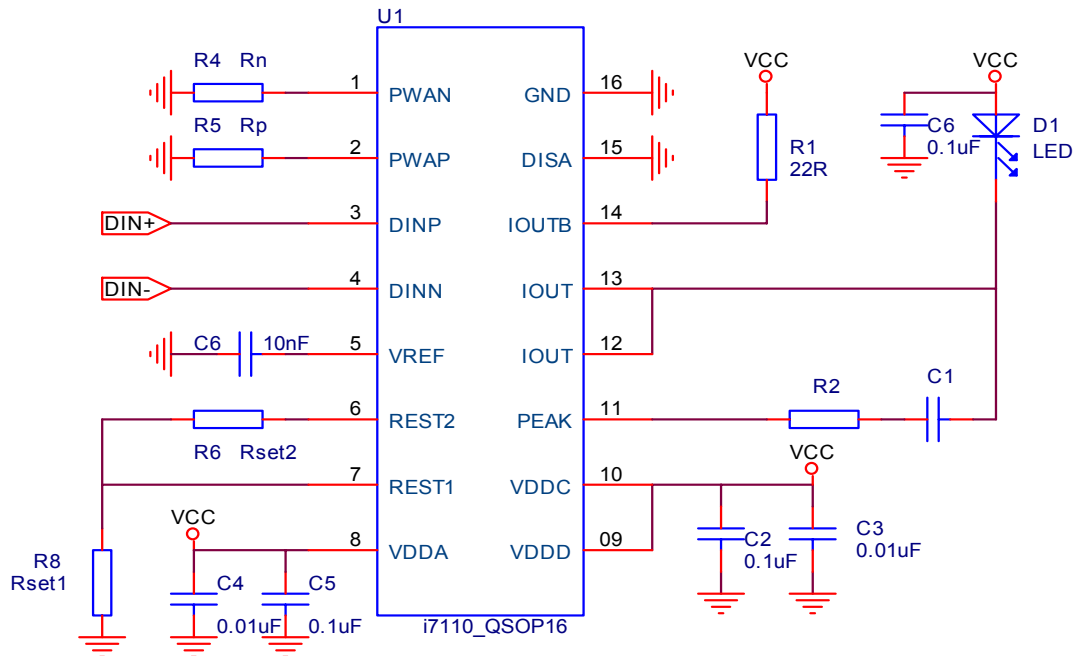 U1
R4 Rn
1
PWAN
GND
16
VCC
VCC
R5 Rp
2
PWAP
DISA
15
R1
22R
C6
0.1uF
D1
LED
DIN+
3
DINP
IOUTB
14
DIN-
4
DINN
IOUT
13
C6 10nF
5
VREF
IOUT
12
6
REST2
PEAK
11
R2
C1
R6 Rset2
7
REST1
VDDC
10
VCC
VCC
8
VDDA
VDDD
09
C2
0.1uF
C3
0.01uF
R8
Rset1
C4
0.01uF
C5
0.1uF
i7110_QSOP16